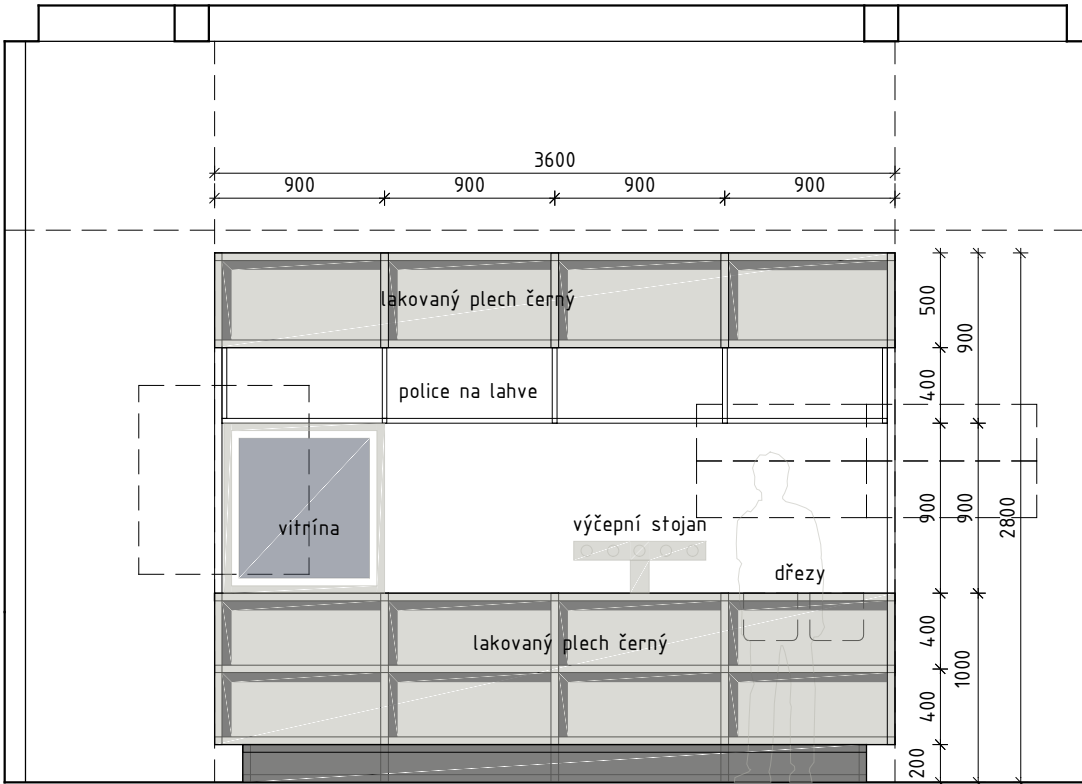 3600
900 900 900 900
lakovaný plech černý
500
900
400
police na lahve
900
900
2800
vitrína
výčepní stojan
dřezy
lakovaný plech černý
400
1000
400
200